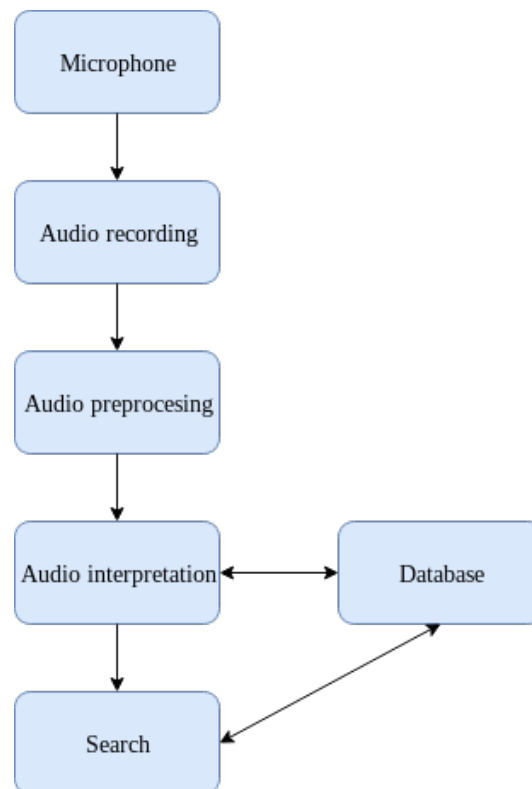 Microphone
Audio recording
Audio preprocesing
Audio interpretation
Database
Search